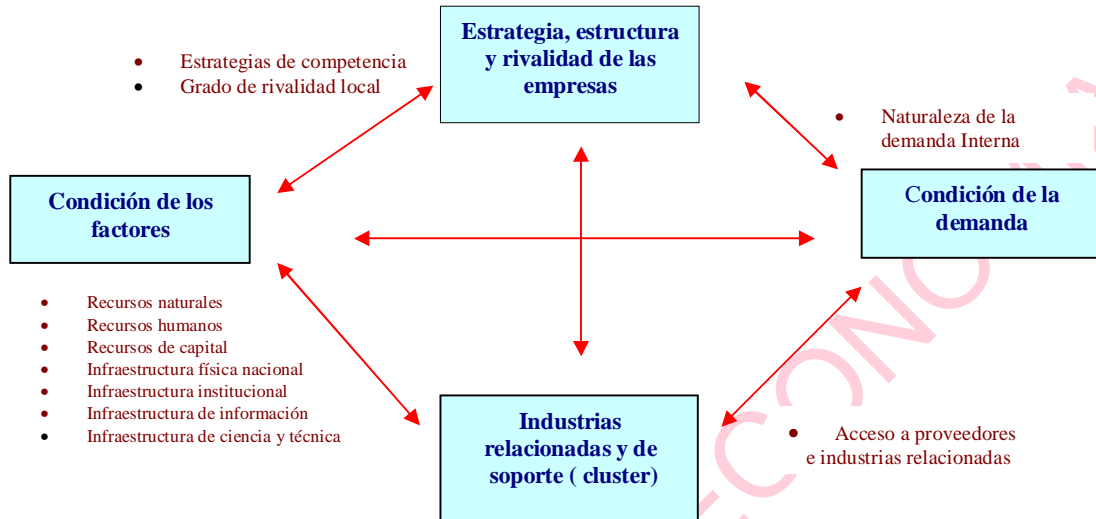 Estrategia, estructura
y rivalidad de las
empresas
• Estrategias de competencia
• Grado de rivalidad local
• Naturaleza de la
demanda Interna
Condición de los
factores
Condición de la
demanda
• Recursos naturales
• Recursos humanos
• Recursos de capital
• Infraestructura física nacional
• Infraestructura institucional
• Infraestructura de información
• Infraestructura de ciencia y técnica
Industrias
relacionadas y de
soporte ( cluster)
• Acceso a proveedores
e industrias relacionadas